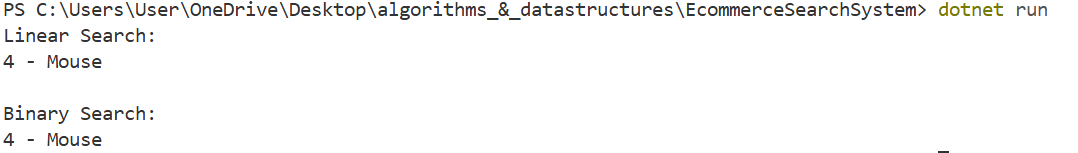 PS C:\Users\User\OneDrive\Desktop\algorithms_&_datastructures\EcommerceSearchSystem> dotnet run
Linear Search:
4 - Mouse
Binary Search:
4 - Mouse